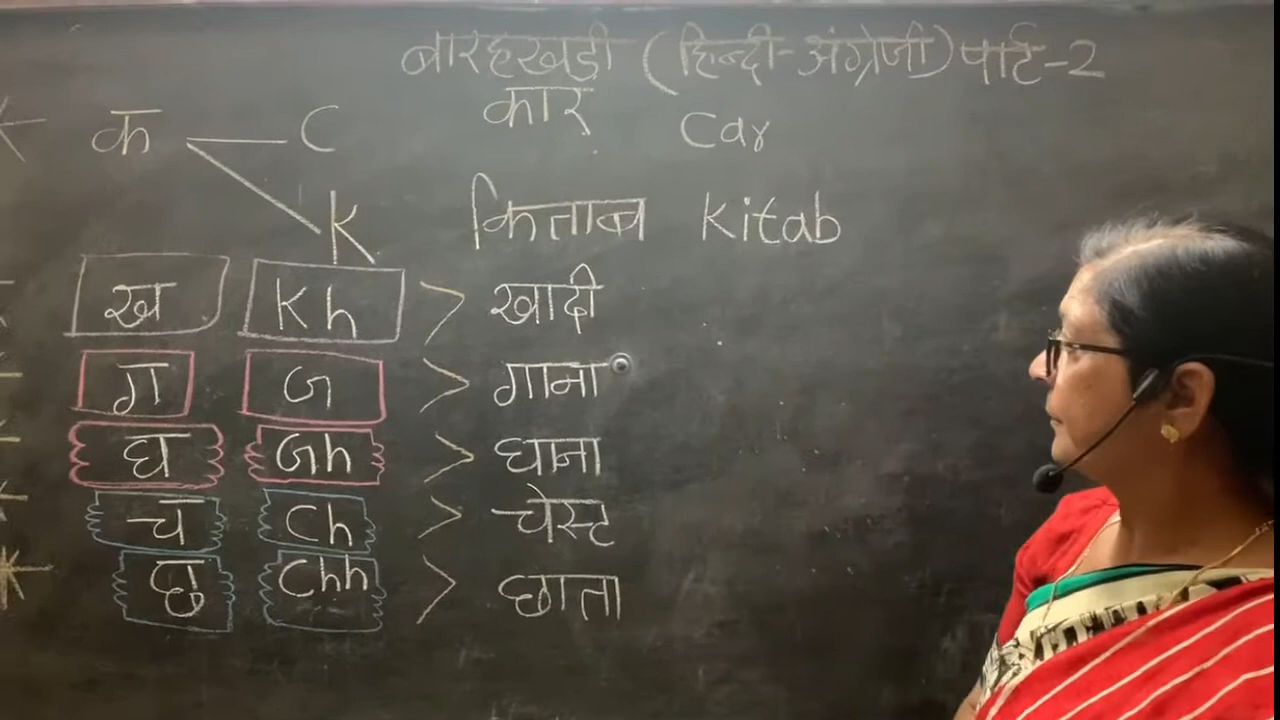 बारहखड़ी (हिन्दी-अंग्रेजी) पार्ट-2
क C कार Car
K किताब Kitab
ख Kh > खादी
ग G > गाना
घ Gh > घाना
च Ch > चेस्ट
छ Chh > छाता